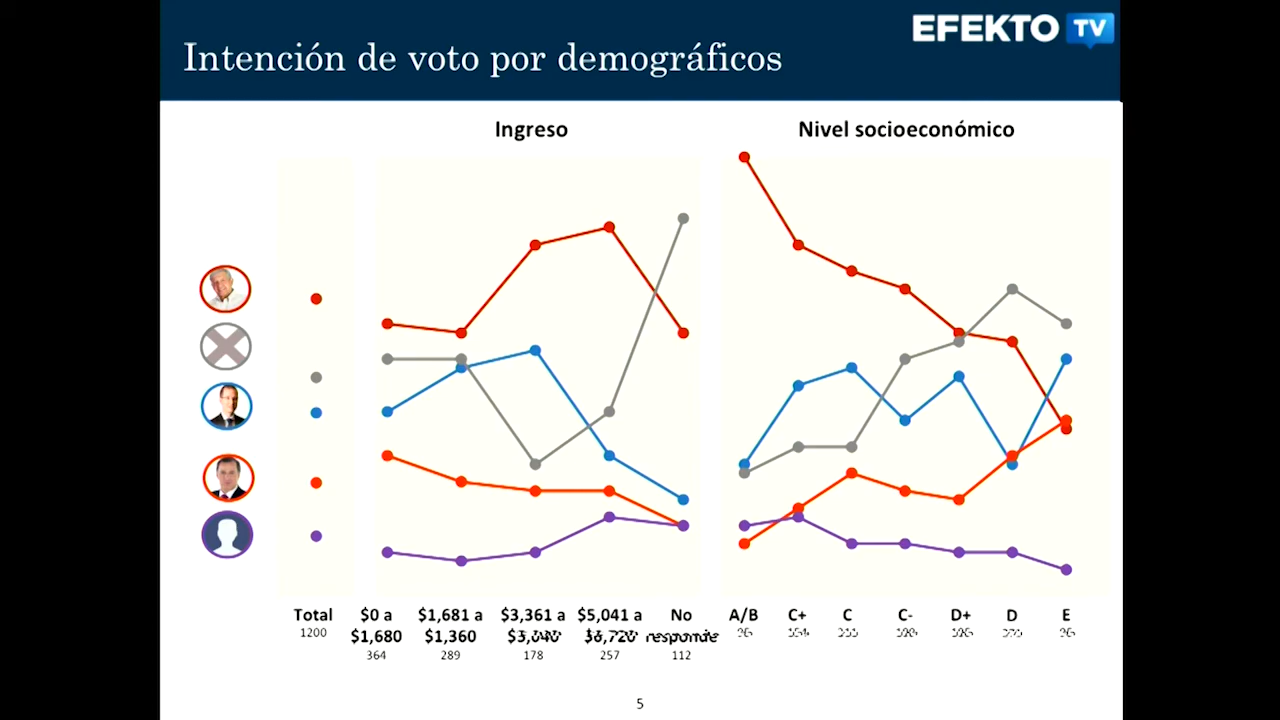 EFEKTO TV
Intención de voto por demográficos
Ingreso
Nivel socioeconómico
Total
1200
$0 a
$1,680
364
$1,681 a
$1,360
289
$3,361 a
178
$5,041 a
257
No
responde
112
A/B
C+
C
C-
D+
D
E
5